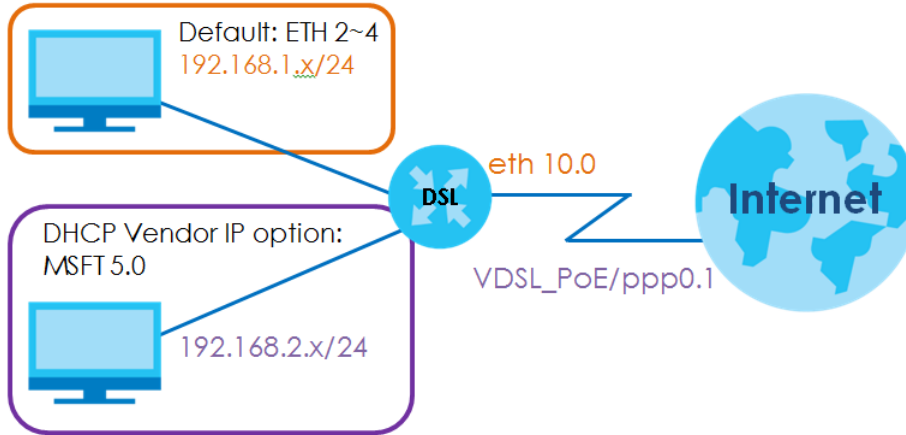 Default: ETH 2~4
192.168.1.x/24
eth 10.0
DSL
Internet
DHCP Vendor IP option:
MSFT 5.0
VDSL_PoE/ppp0.1
192.168.2.x/24